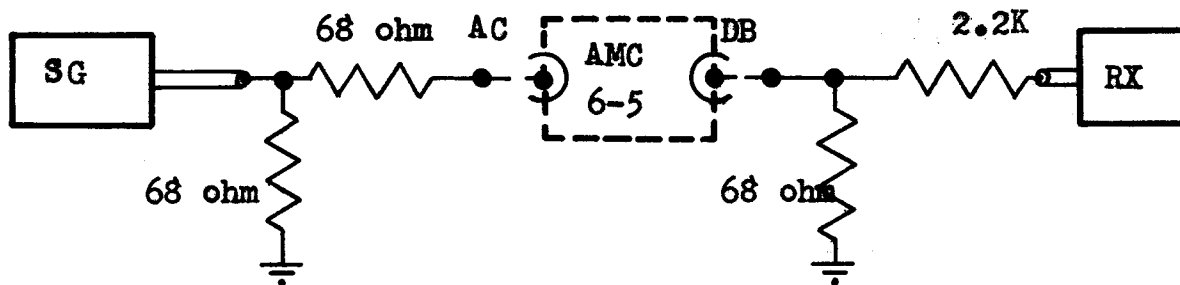 SG
68 ohm
68 ohm
AC
AMC
6-5
DB
68 ohm
2.2K
RX